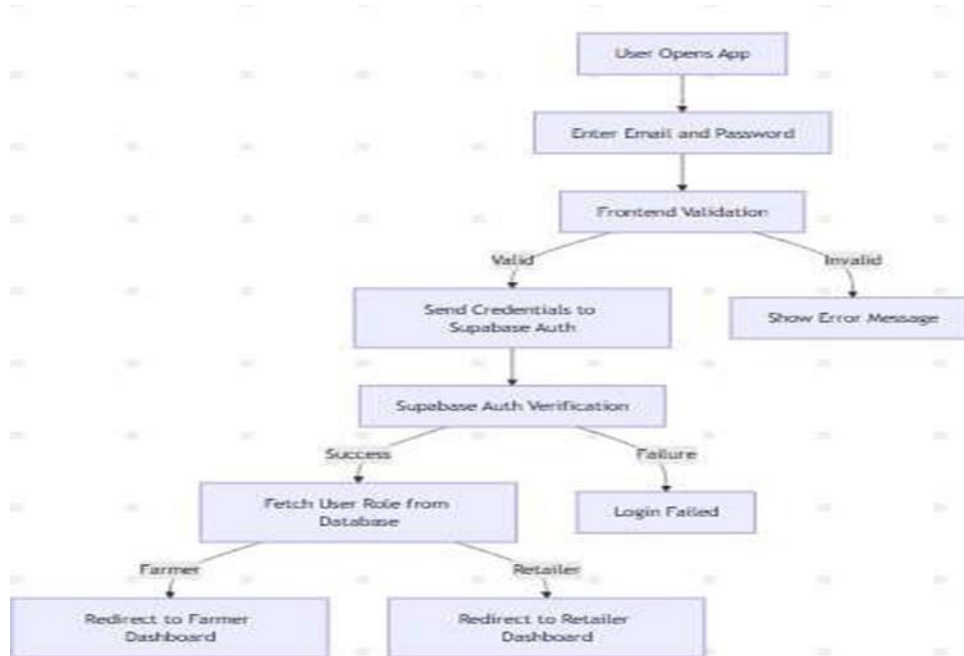 User Opens App
Enter Email and Password
Frontend Validation
Valid
Invalid
Send Credentials to
Supabase Auth
Show Error Message
Supabase Auth Verification
Success
Failure
Fetch User Role from
Database
Login Failed
Farmer
Retailer
Redirect to Farmer
Dashboard
Redirect to Retailer
Dashboard